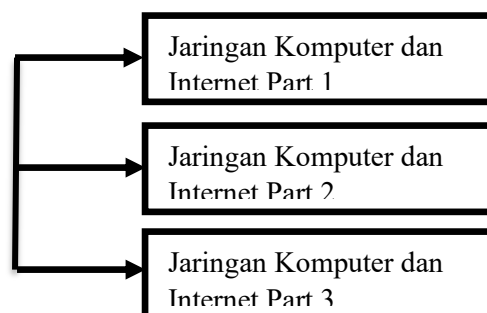 Jaringan Komputer dan
Internet Part 1
Jaringan Komputer dan
Internet Part 2
Jaringan Komputer dan
Internet Part 3